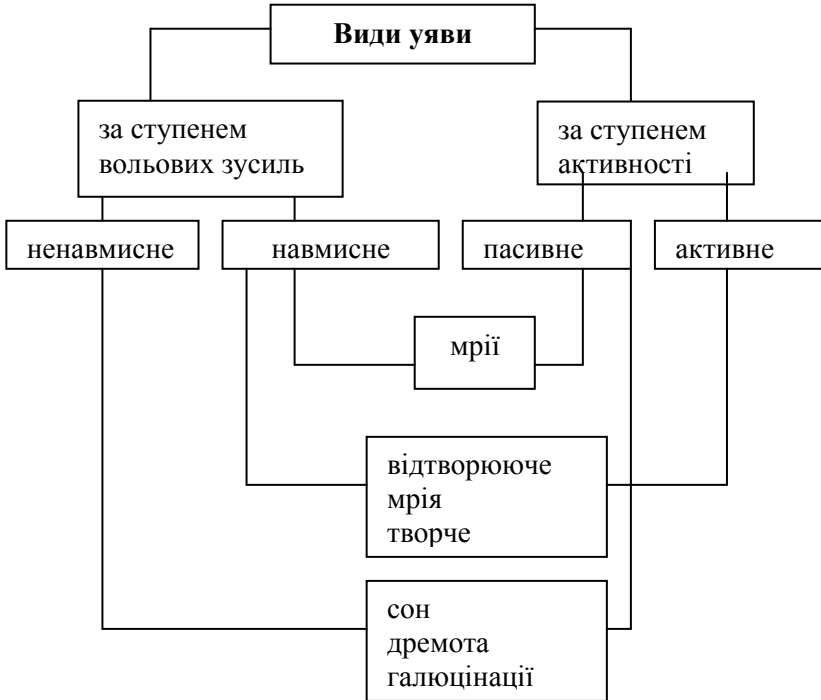 Види уяви
за ступенем
вольових зусиль
за ступенем
активності
ненавмисне
навмисне
пасивне
активне
мрії
відтворююче
мрія
творче
сон
дремота
галюцінації